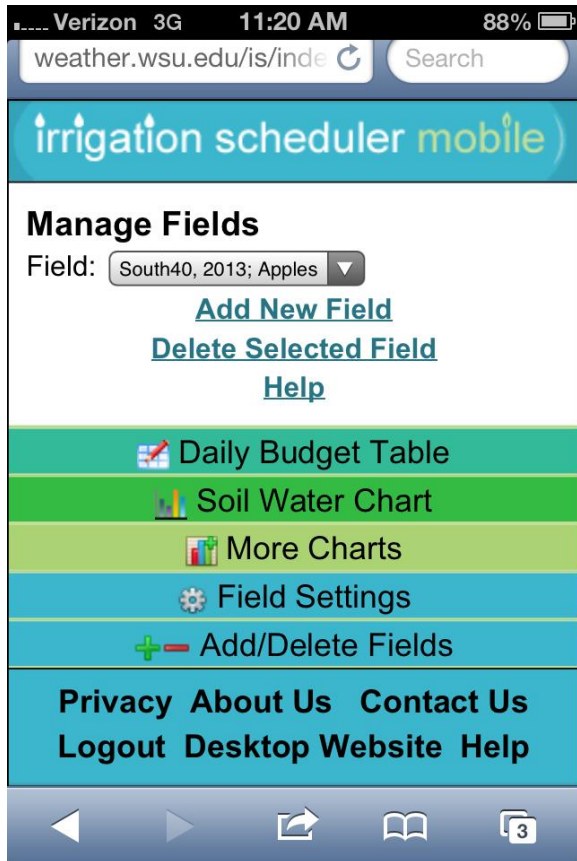 Verizon 3G 11:20 AM 88%
weather.wsu.edu/is/inde Search
irrigation scheduler mobile
Manage Fields
Field: South40, 2013; Apples
Add New Field
Delete Selected Field
Help
Daily Budget Table
Soil Water Chart
More Charts
Field Settings
Add/Delete Fields
Privacy About Us Contact Us
Logout Desktop Website Help
3